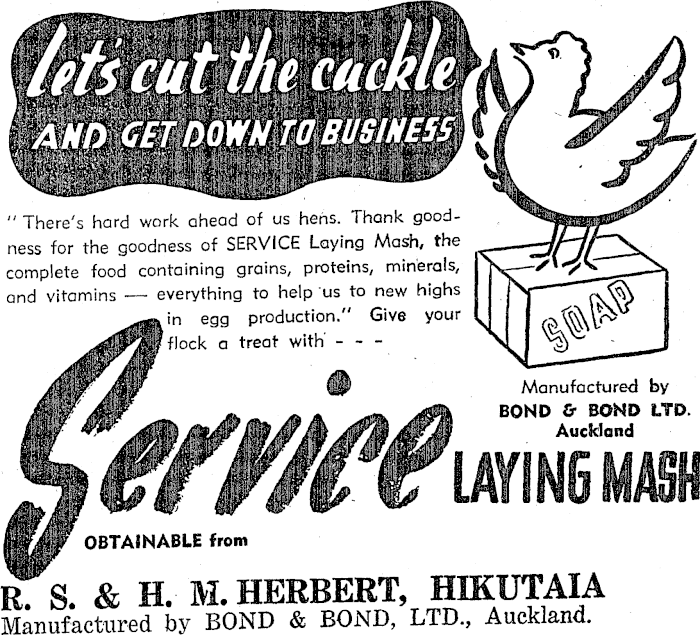 let's cut the cackle
AND GET DOWN TO BUSINESS
" There's hard work ahead of us hens. Thank good-
ness for the goodness of SERVICE Laying Mash, the
complete food containing grains, proteins, minerals,
and vitamins — everything to help us to new highs
in egg production." Give your
flock a treat with - - -
SOAP
Manufactured by
BOND & BOND LTD.
Auckland
Service LAYING MASH
OBTAINABLE from
R. S. & H. M. HERBERT, HIKUTAIA
Manufactured by BOND & BOND, LTD., Auckland.